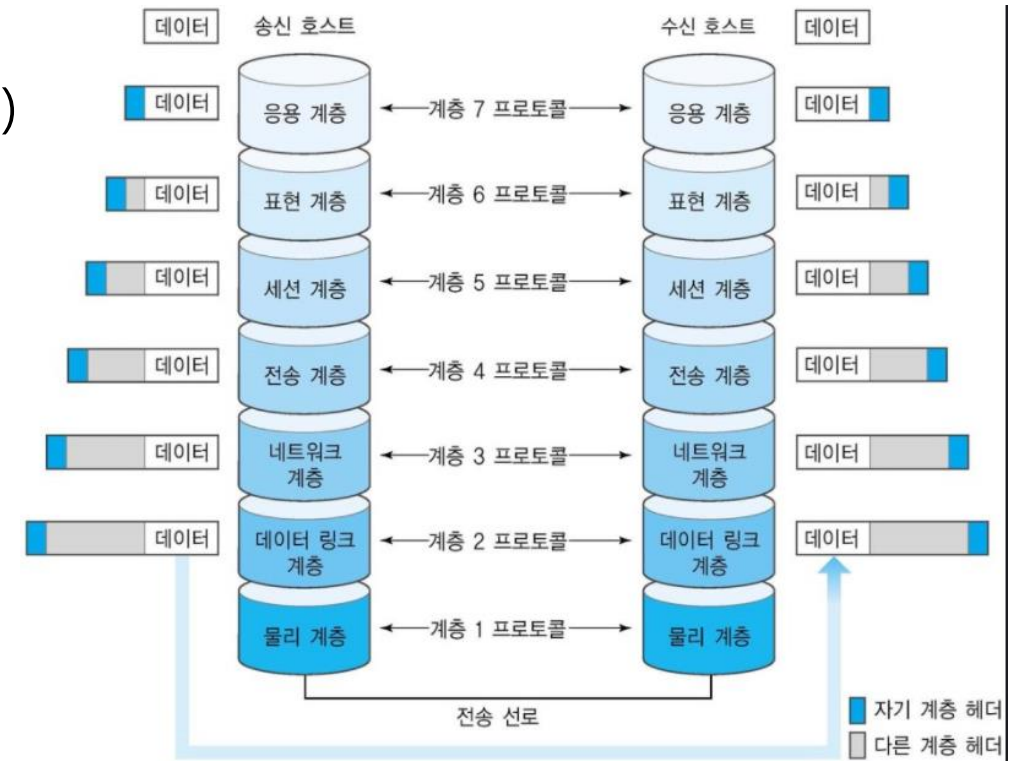 데이터 송신 호스트 수신 호스트 데이터
)
데이터 응용 계층 계층 7 프로토콜 응용 계층 데이터
데이터 표현 계층 계층 6 프로토콜 표현 계층 데이터
데이터 세션 계층 계층 5 프로토콜 세션 계층 데이터
데이터 전송 계층 계층 4 프로토콜 전송 계층 데이터
데이터 네트워크 계층 계층 3 프로토콜 네트워크 계층 데이터
데이터 데이터 링크 계층 계층 2 프로토콜 데이터 링크 계층 데이터
물리 계층 계층 1 프로토콜 물리 계층
전송 선로
자기 계층 헤더
다른 계층 헤더